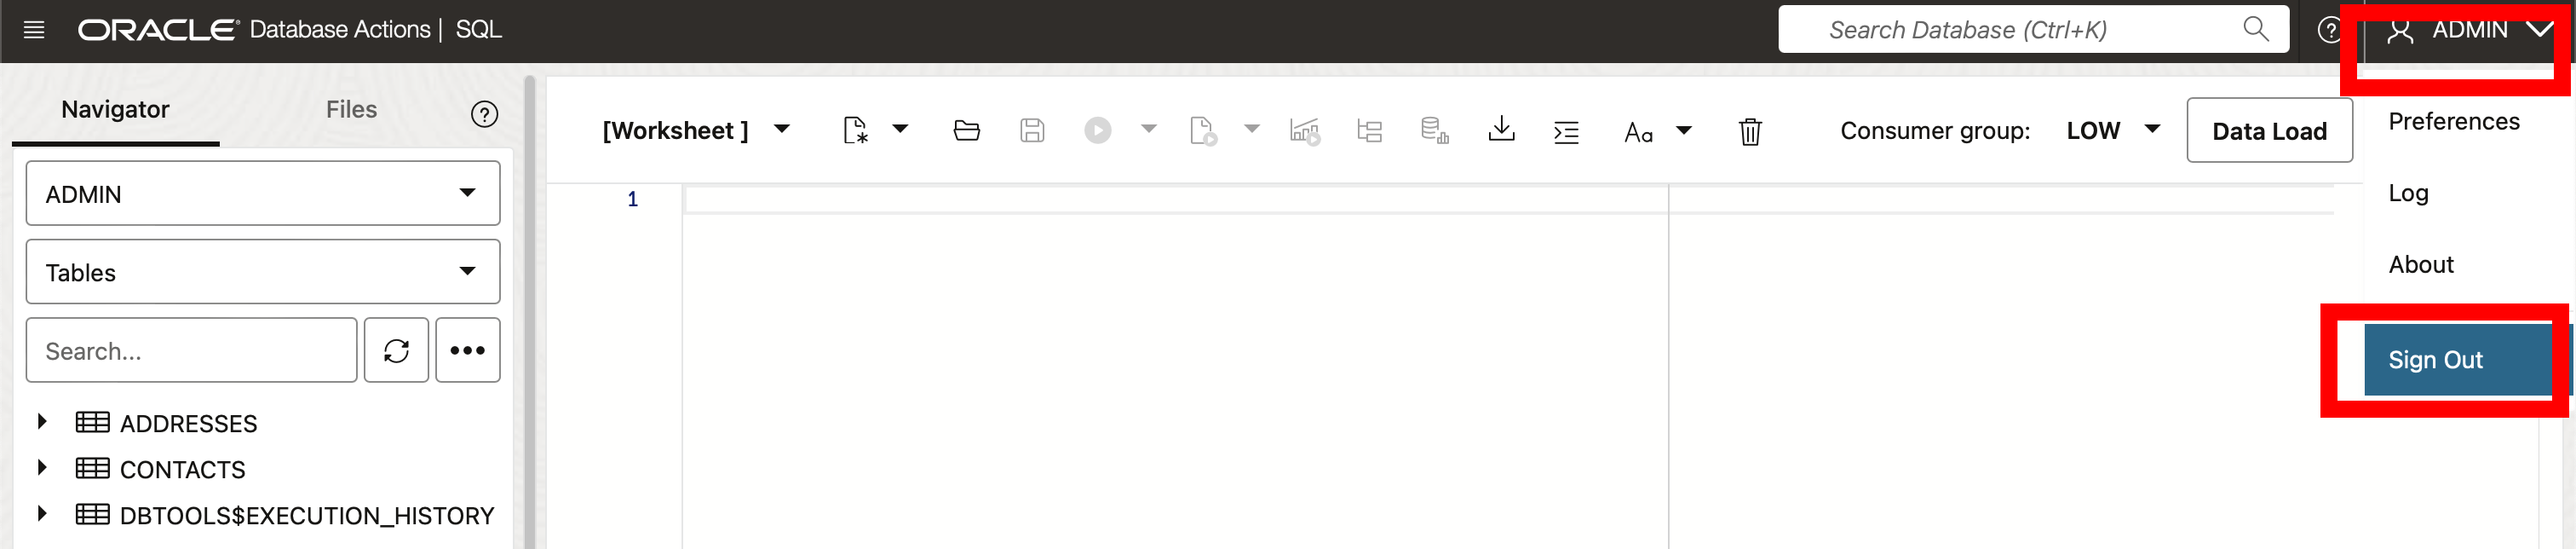 ORACLE Database Actions | SQL
Search Database (Ctrl+K)
ADMIN
Navigator
Files
[Worksheet ]
Aa
Consumer group:
LOW
Data Load
Preferences
Log
About
Sign Out
ADMIN
Tables
Search...
ADDRESSES
CONTACTS
DBTOOLS$EXECUTION_HISTORY
1